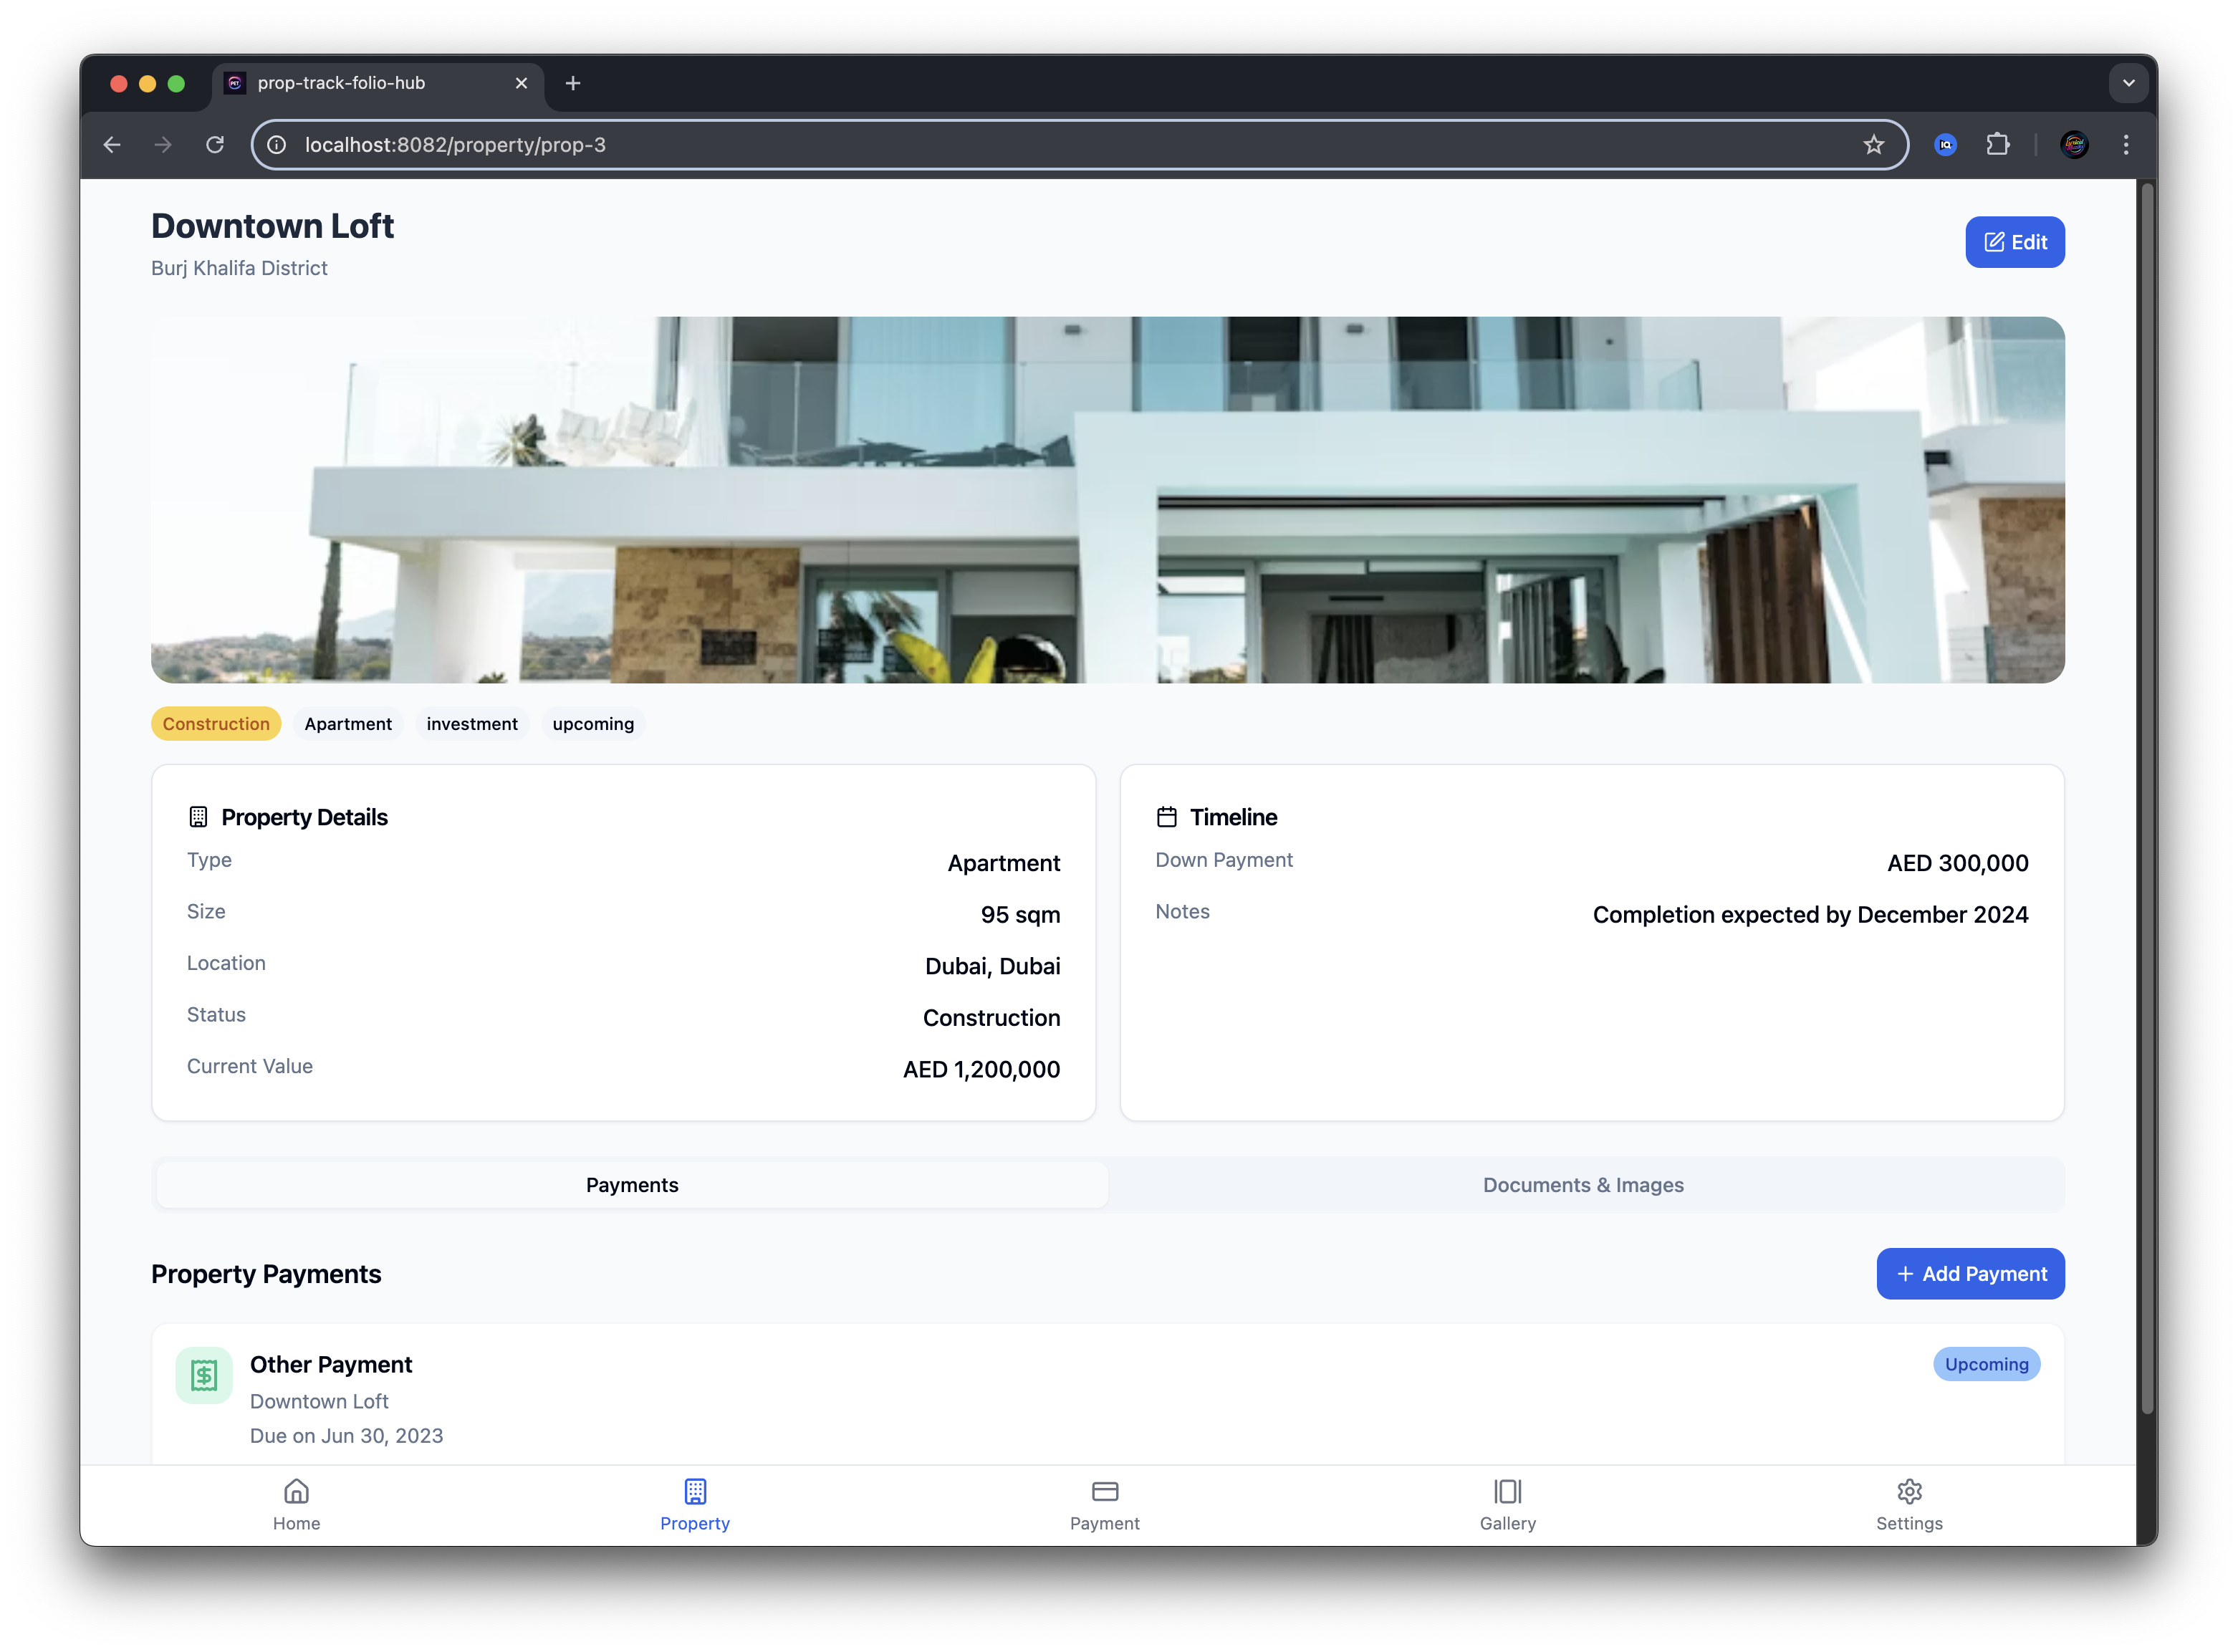 prop-track-folio-hub
localhost:8082/property/prop-3
Downtown Loft
Edit
Burj Khalifa District
Construction Apartment investment upcoming
Property Details
Type Apartment
Size 95 sqm
Location Dubai, Dubai
Status Construction
Current Value AED 1,200,000
Timeline
Down Payment AED 300,000
Notes Completion expected by December 2024
Payments Documents & Images
Property Payments + Add Payment
Other Payment Upcoming
Downtown Loft
Due on Jun 30, 2023
Home Property Payment Gallery Settings